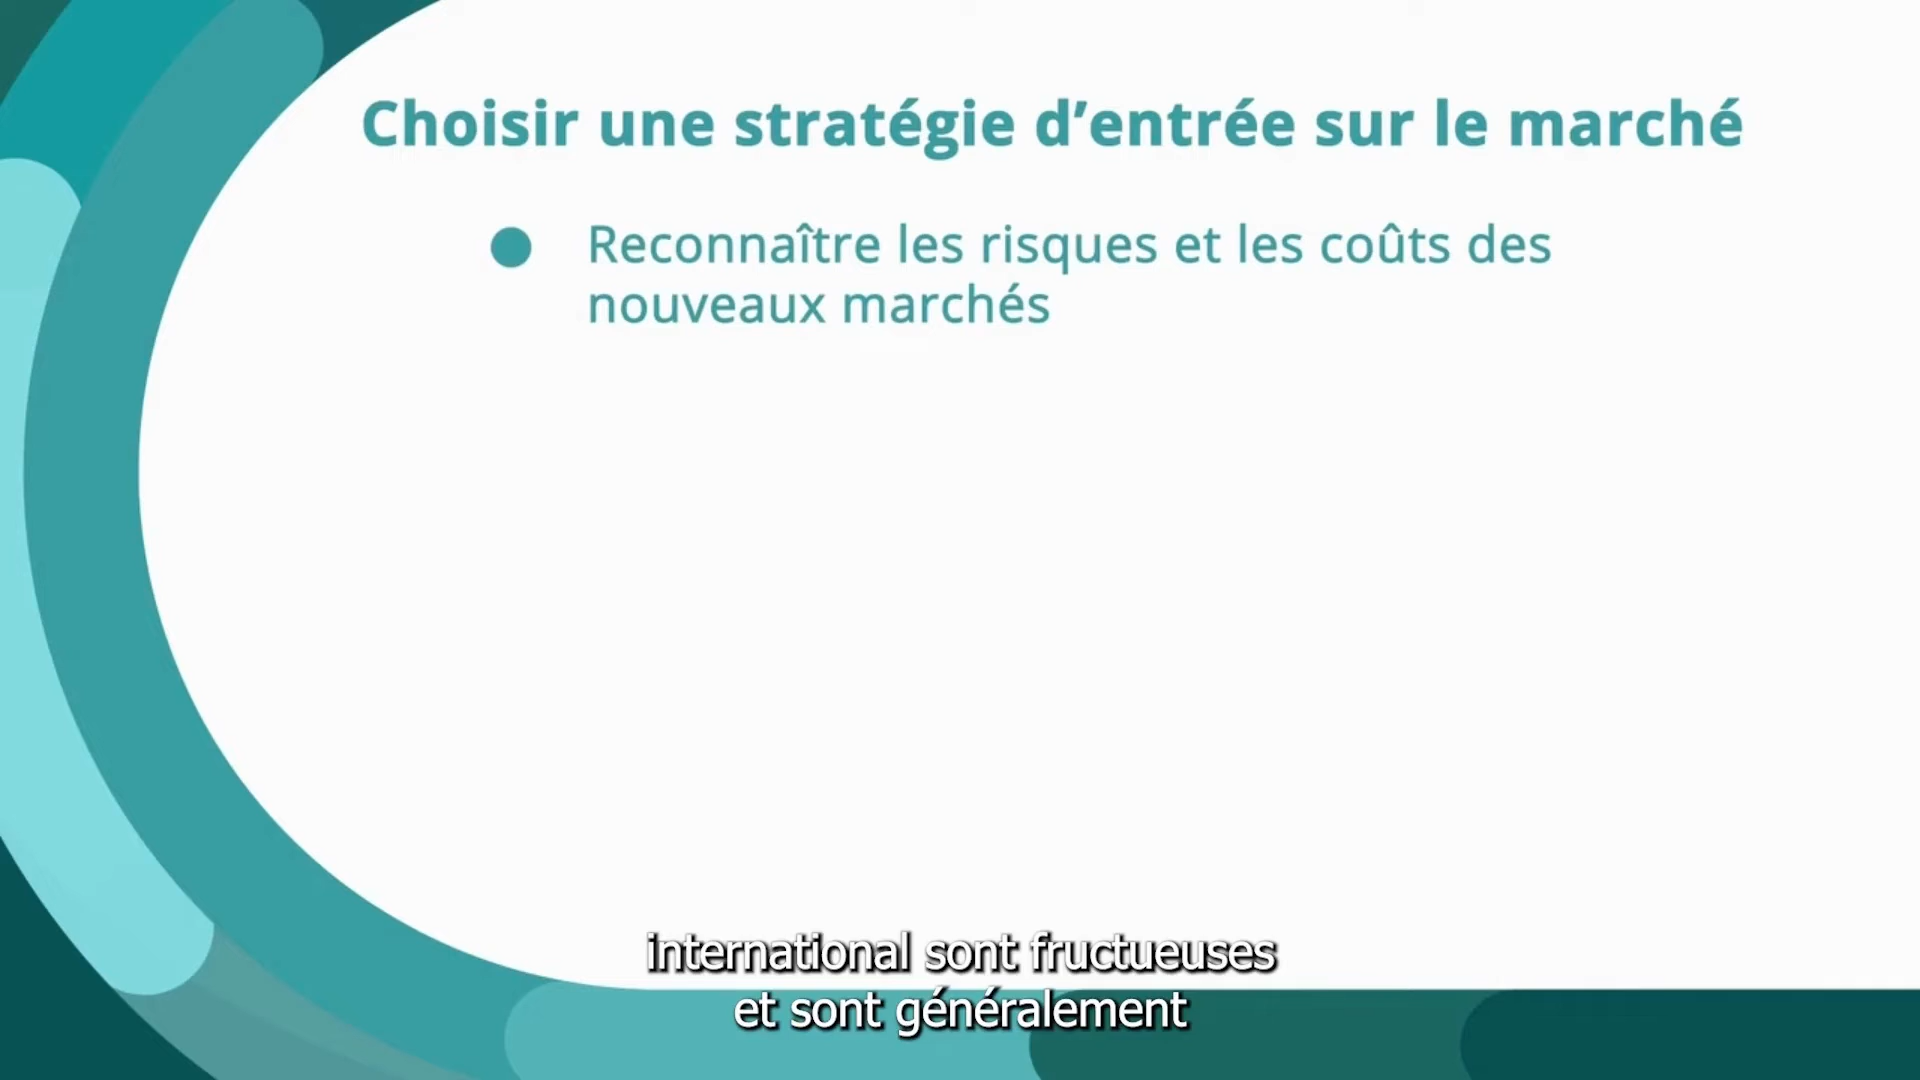 Choisir une stratégie d’entrée sur le marché
● Reconnaître les risques et les coûts des
nouveaux marchés
international sont fructueuses
et sont généralement